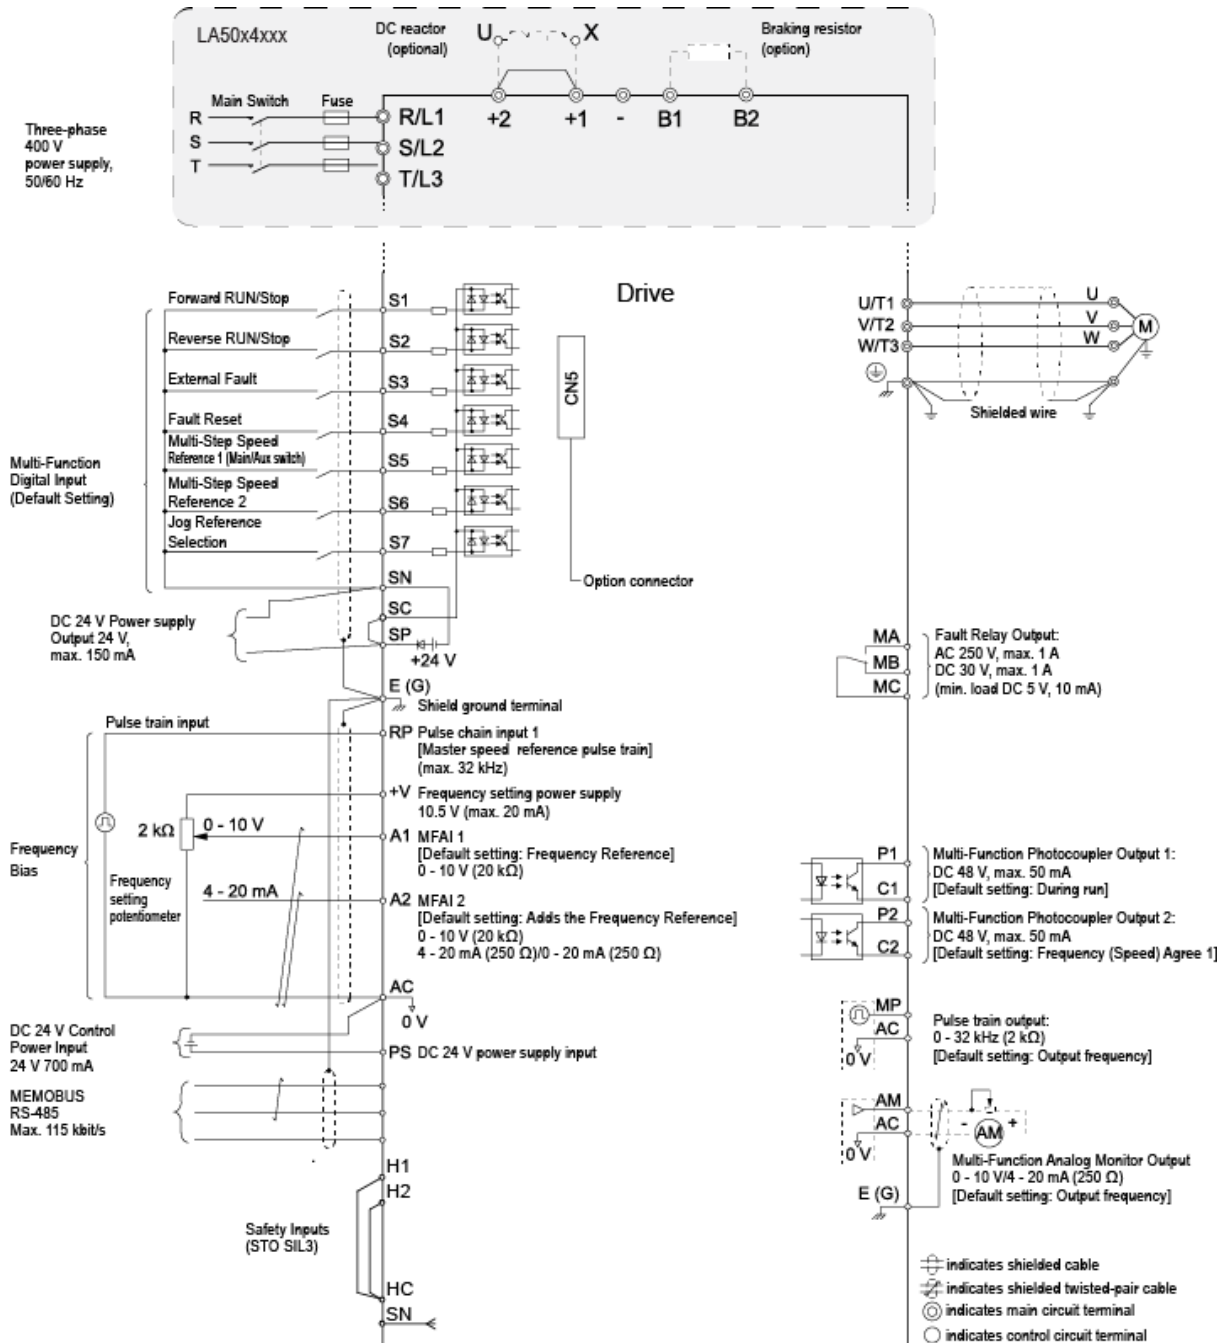 LA50x4xxx
DC reactor
(optional)
U
X
Braking resistor
(option)
Main Switch
Fuse
R
S
T
R/L1
S/L2
T/L3
+2
+1
-
B1
B2
Three-phase
400 V
power supply,
50/60 Hz
Drive
Forward RUN/Stop
S1
Reverse RUN/Stop
S2
External Fault
S3
Fault Reset
S4
Multi-Step Speed
Reference 1 (Main/Aux switch)
S5
Multi-Step Speed
Reference 2
S6
Jog Reference
Selection
S7
Multi-Function
Digital Input
(Default Setting)
SN
SC
SP
+24 V
DC 24 V Power supply
Output 24 V,
max. 150 mA
CN5
Option connector
U/T1
V/T2
W/T3
U
V
W
M
Shielded wire
MA
MB
MC
Fault Relay Output:
AC 250 V, max. 1 A
DC 30 V, max. 1 A
(min. load DC 5 V, 10 mA)
E (G)
Shield ground terminal
Pulse train input
RP
Pulse chain input 1
[Master speed reference pulse train]
(max. 32 kHz)
+V
Frequency setting power supply
10.5 V (max. 20 mA)
2 kΩ
0 - 10 V
A1
MFAI 1
[Default setting: Frequency Reference]
0 - 10 V (20 kΩ)
Frequency
Bias
Frequency
setting
potentiometer
4 - 20 mA
A2
MFAI 2
[Default setting: Adds the Frequency Reference]
0 - 10 V (20 kΩ)
4 - 20 mA (250 Ω)/0 - 20 mA (250 Ω)
AC
0 V
DC 24 V Control
Power Input
24 V 700 mA
PS
DC 24 V power supply input
MEMOBUS
RS-485
Max. 115 kbit/s
H1
H2
Safety Inputs
(STO SIL3)
HC
SN
P1
C1
Multi-Function Photocoupler Output 1:
DC 48 V, max. 50 mA
[Default setting: During run]
P2
C2
Multi-Function Photocoupler Output 2:
DC 48 V, max. 50 mA
[Default setting: Frequency (Speed) Agree 1]
MP
AC
0 V
Pulse train output:
0 - 32 kHz (2 kΩ)
[Default setting: Output frequency]
AM
AC
0 V
- AM +
Multi-Function Analog Monitor Output
0 - 10 V/4 - 20 mA (250 Ω)
[Default setting: Output frequency]
E (G)
indicates shielded cable
indicates shielded twisted-pair cable
indicates main circuit terminal
indicates control circuit terminal